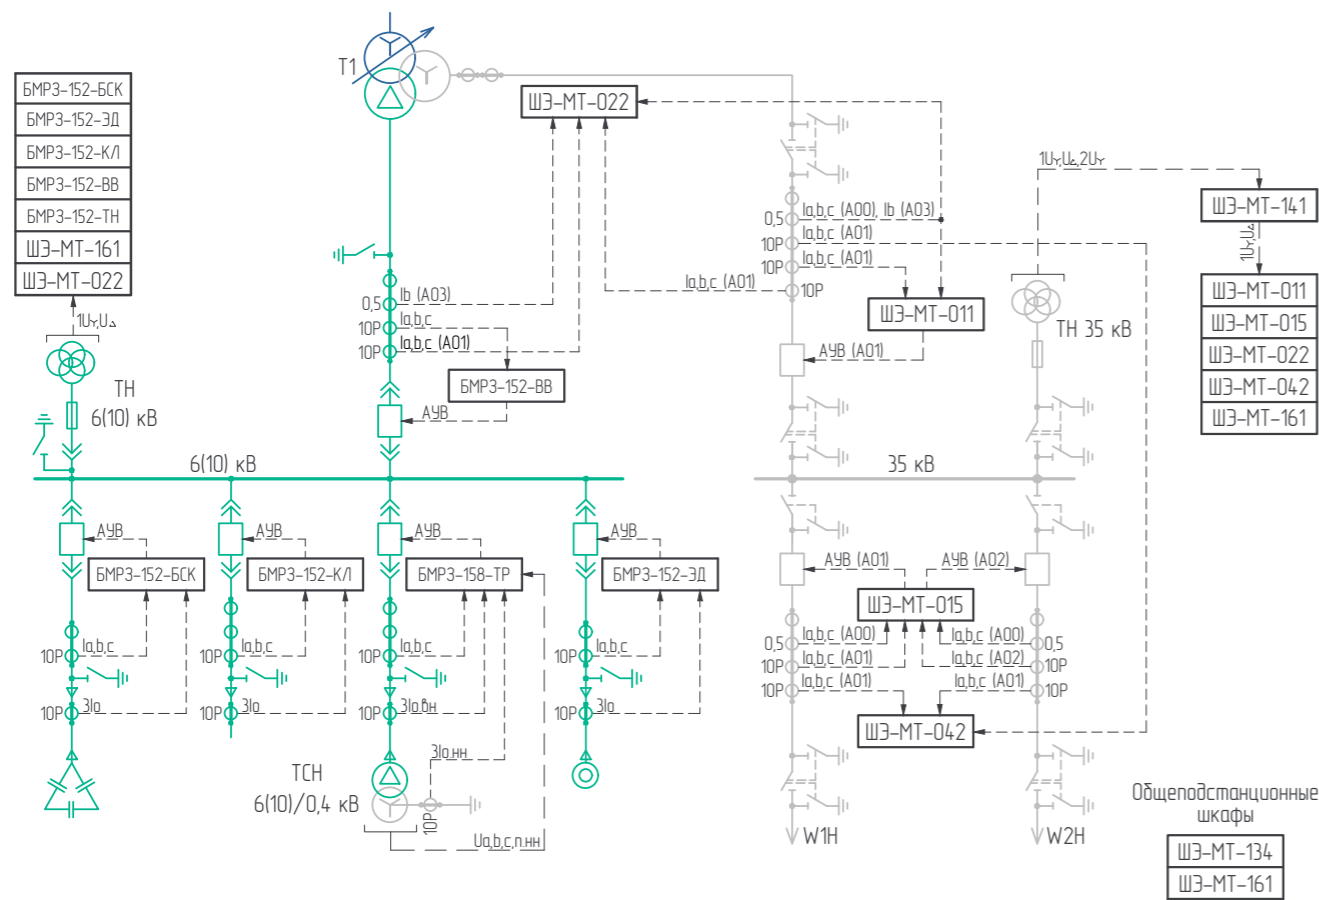 T1
БМРЗ-152-БСК
БМРЗ-152-ЭД
БМРЗ-152-КЛ
БМРЗ-152-ВВ
БМРЗ-152-ТН
ШЭ-МТ-161
ШЭ-МТ-022
1UY,UΔ
ТН
6(10) кВ
ШЭ-МТ-022
0,5 Ib (A03)
10P Ia,b,c
10P Ia,b,c (A01)
БМРЗ-152-ВВ
АУВ
Ia,b,c (A00), Ib (A03)
0,5
Ia,b,c (A01)
10P
Ia,b,c (A01)
10P
Ia,b,c (A01)
10P
ШЭ-МТ-011
АУВ (A01)
1UY,UΔ,2UY
ШЭ-МТ-141
1UY,UΔ
ШЭ-МТ-011
ШЭ-МТ-015
ШЭ-МТ-022
ШЭ-МТ-042
ШЭ-МТ-161
ТН 35 кВ
6(10) кВ
35 кВ
АУВ
БМРЗ-152-БСК
Ia,b,c
10P
10P 3Io
АУВ
БМРЗ-152-КЛ
Ia,b,c
10P
10P 3Io
АУВ
БМРЗ-158-ТР
Ia,b,c
10P
10P 3Io.вн
3Io.нн
10P
ТСН
6(10)/0,4 кВ
Ua,b,c,n.нн
АУВ
БМРЗ-152-ЭД
Ia,b,c
10P
10P 3Io
АУВ (A01)
АУВ (A02)
ШЭ-МТ-015
Ia,b,c (A00)
Ia,b,c (A00)
0,5
0,5
Ia,b,c (A01)
Ia,b,c (A02)
10P
10P
Ia,b,c (A01)
Ia,b,c (A01)
10P
10P
ШЭ-МТ-042
W1H
W2H
Общеподстанционные
шкафы
ШЭ-МТ-134
ШЭ-МТ-161